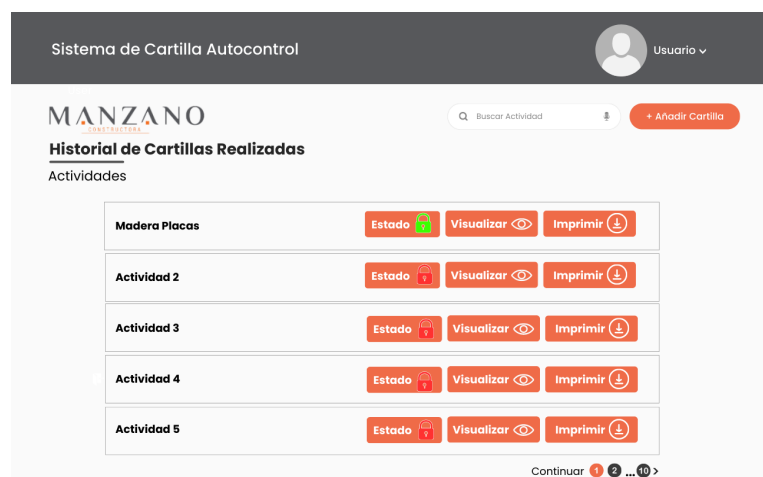 Sistema de Cartilla Autocontrol
Usuario
MANZANO
CONSTRUCTORA
Buscar Actividad
+ Añadir Cartilla
Historial de Cartillas Realizadas
Actividades
Madera Placas Estado Visualizar Imprimir
Actividad 2 Estado Visualizar Imprimir
Actividad 3 Estado Visualizar Imprimir
Actividad 4 Estado Visualizar Imprimir
Actividad 5 Estado Visualizar Imprimir
Continuar 1 2 ... 10 >